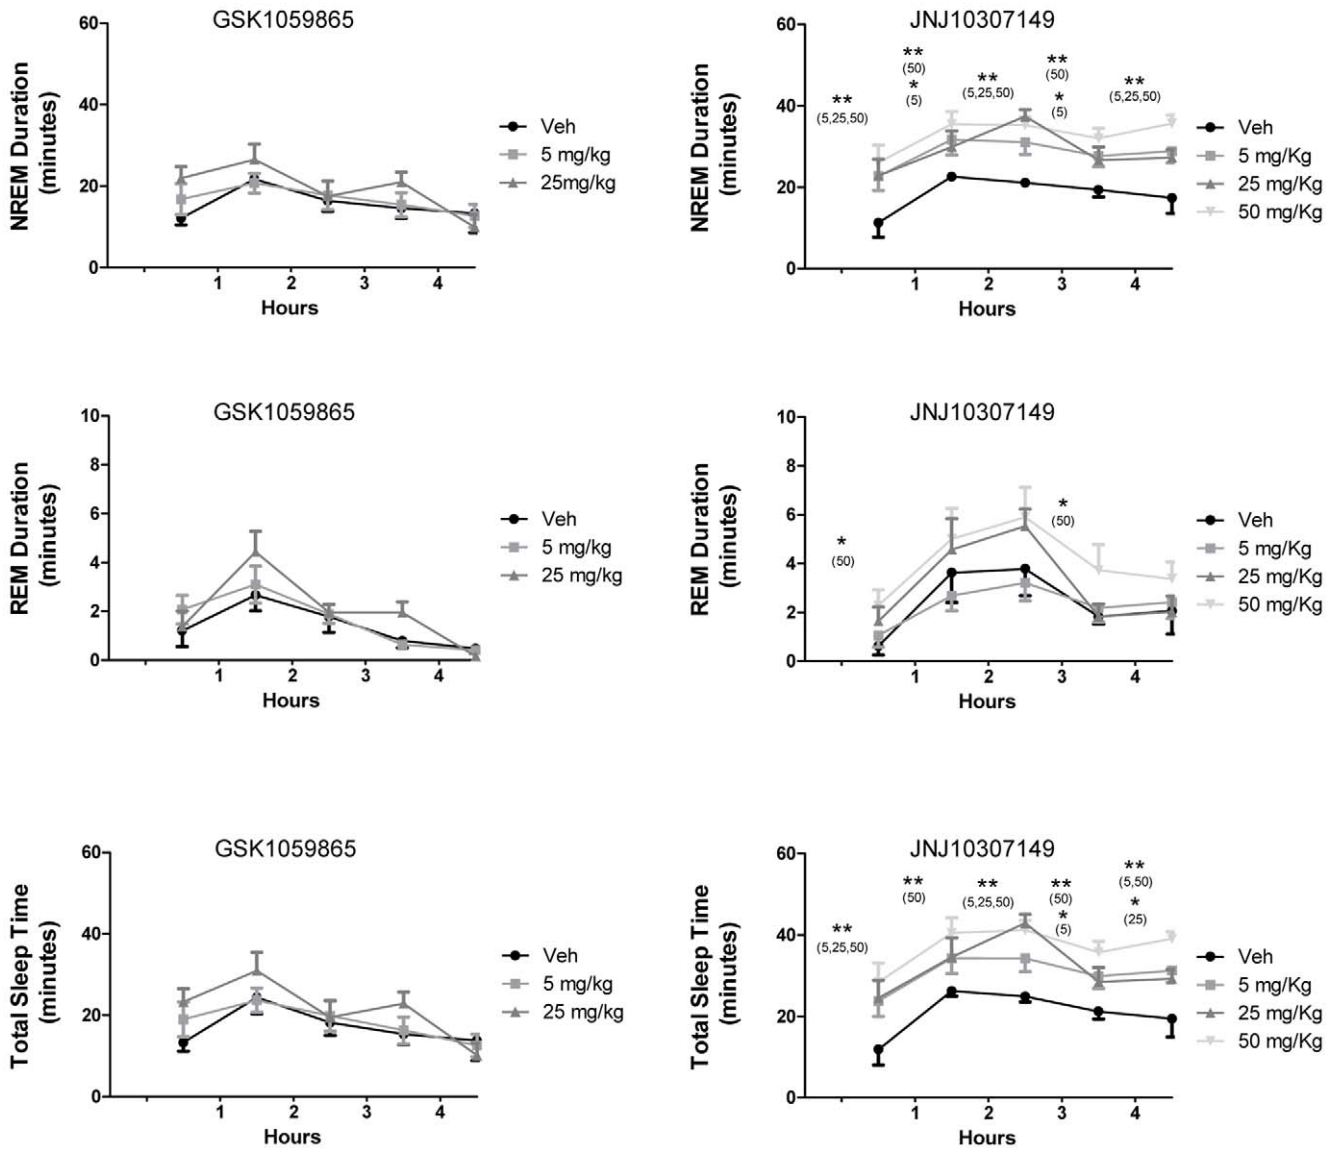 GSK1059865
NREM Duration
(minutes)
60
40
20
0
1 2 3 4
Hours
Veh
5 mg/kg
25mg/kg
JNJ10307149
NREM Duration
(minutes)
60
40
20
0
**
(5,25,50)
**
(50)
*
(5)
**
(5,25,50)
**
(50)
*
(5)
**
(5,25,50)
1 2 3 4
Hours
Veh
5 mg/Kg
25 mg/Kg
50 mg/Kg
GSK1059865
REM Duration
(minutes)
10
8
6
4
2
0
1 2 3 4
Hours
Veh
5 mg/kg
25 mg/kg
JNJ10307149
REM Duration
(minutes)
10
8
6
4
2
0
*
(50)
*
(50)
1 2 3 4
Hours
Veh
5 mg/Kg
25 mg/Kg
50 mg/Kg
GSK1059865
Total Sleep Time
(minutes)
60
40
20
0
1 2 3 4
Hours
Veh
5 mg/kg
25 mg/kg
JNJ10307149
Total Sleep Time
(minutes)
60
40
20
0
**
(5,25,50)
**
(50)
**
(5,25,50)
**
(50)
*
(5)
**
(5,50)
*
(25)
1 2 3 4
Hours
Veh
5 mg/Kg
25 mg/Kg
50 mg/Kg